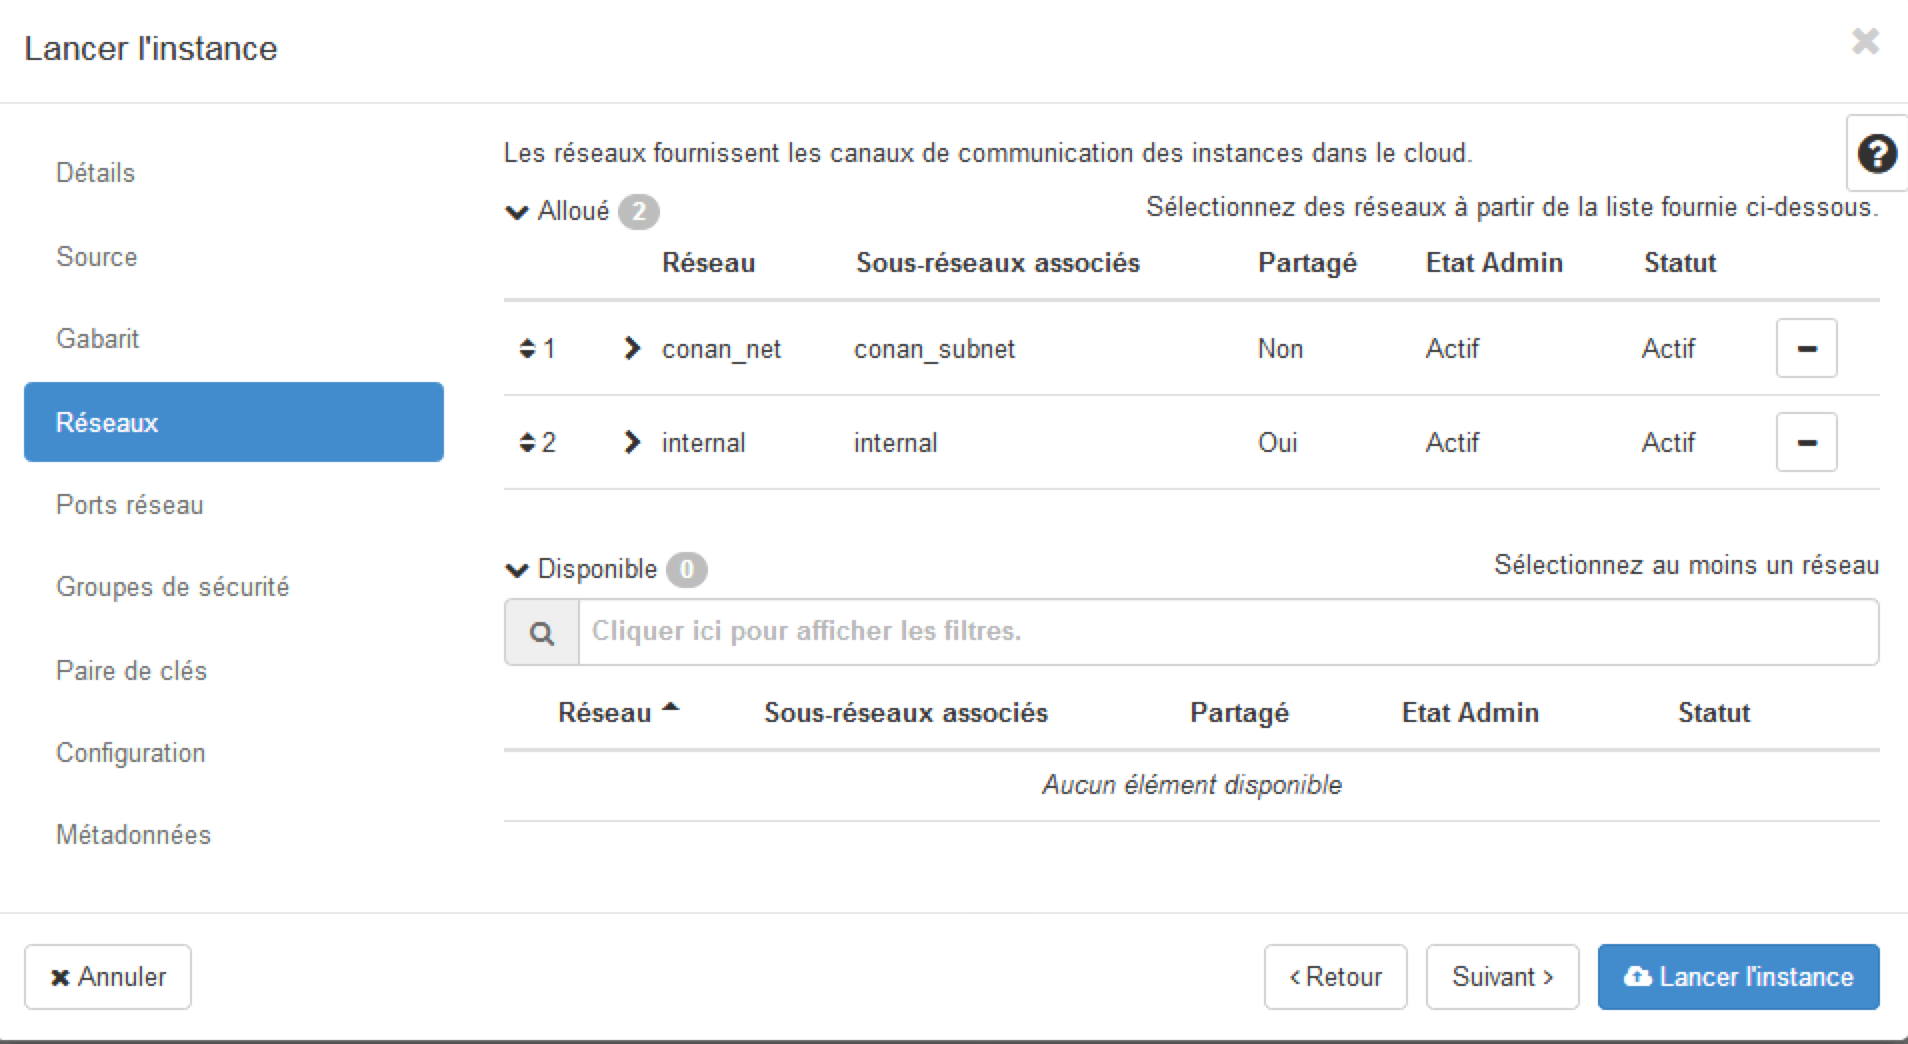 Lancer l'instance
Détails
Source
Gabarit
Réseaux
Ports réseau
Groupes de sécurité
Paire de clés
Configuration
Métadonnées
Les réseaux fournissent les canaux de communication des instances dans le cloud.
Alloué 2 Sélectionnez des réseaux à partir de la liste fournie ci-dessous.
Réseau Sous-réseaux associés Partagé Etat Admin Statut
1 conan_net conan_subnet Non Actif Actif
2 internal internal Oui Actif Actif
Disponible 0 Sélectionnez au moins un réseau
Cliquer ici pour afficher les filtres.
Réseau Sous-réseaux associés Partagé Etat Admin Statut
Aucun élément disponible
Annuler
Retour Suivant Lancer l'instance